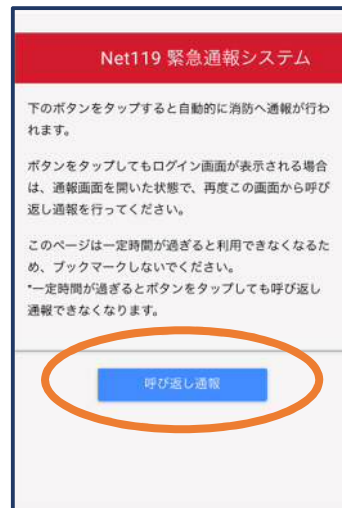 Net119 緊急通報システム
下のボタンをタップすると自動的に消防へ通報が行わ
れます。
ボタンをタップしてもログイン画面が表示される場合
は、通報画面を開いた状態で、再度この画面から呼び
返し通報を行ってください。
このページは一定時間が過ぎると利用できなくなるた
め、ブックマークしないでください。
*一定時間が過ぎるとボタンをタップしても呼び返し
通報できなくなります。
呼び返し通報